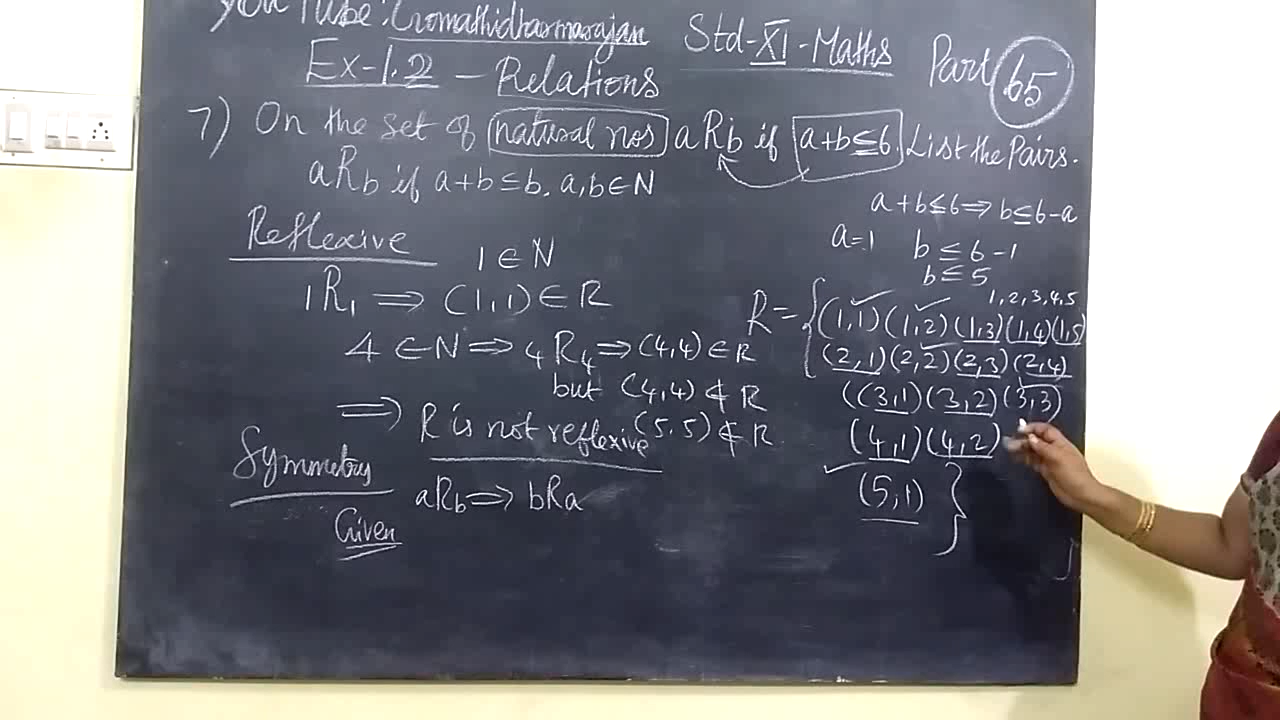 YouTube: Cromathidharmarajan Std-XI-Maths
Ex-1.2 - Relations Part 65
7) On the set of natural nos aRb if a+b≤6. List the Pairs.
aRb if a+b≤6. a,b∈N
Reflexive 1∈N
1R1 ⟹ (1,1)∈R
4∈N ⟹ 4R4 ⟹ (4,4)∈R
but (4,4)∉R
(5,5)∉R
⟹ R is not reflexive
Symmetry
aRb ⟹ bRa
Given
a+b≤6 ⟹ b≤6-a
a=1 b≤6-1
b≤5
1,2,3,4,5
R={(1,1)(1,2)(1,3)(1,4)(1,5)
(2,1)(2,2)(2,3)(2,4)
((3,1)(3,2)(3,3)
(4,1)(4,2)
(5,1)}